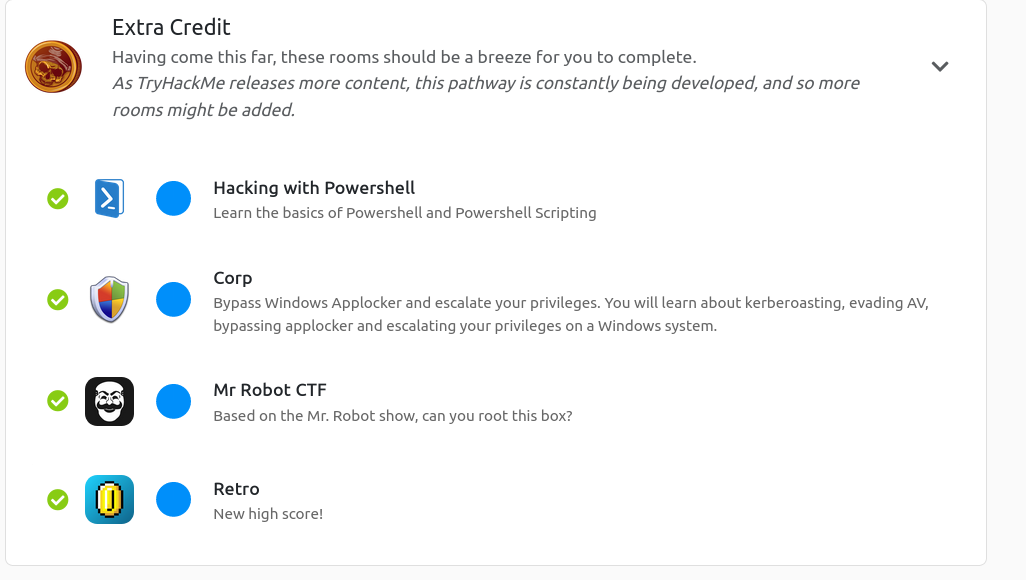 Extra Credit
Having come this far, these rooms should be a breeze for you to complete.
As TryHackMe releases more content, this pathway is constantly being developed, and so more
rooms might be added.
Hacking with Powershell
Learn the basics of Powershell and Powershell Scripting
Corp
Bypass Windows Applocker and escalate your privileges. You will learn about kerberoasting, evading AV,
bypassing applocker and escalating your privileges on a Windows system.
Mr Robot CTF
Based on the Mr. Robot show, can you root this box?
Retro
New high score!